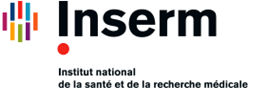 Inserm
Institut national
de la santé et de la recherche médicale